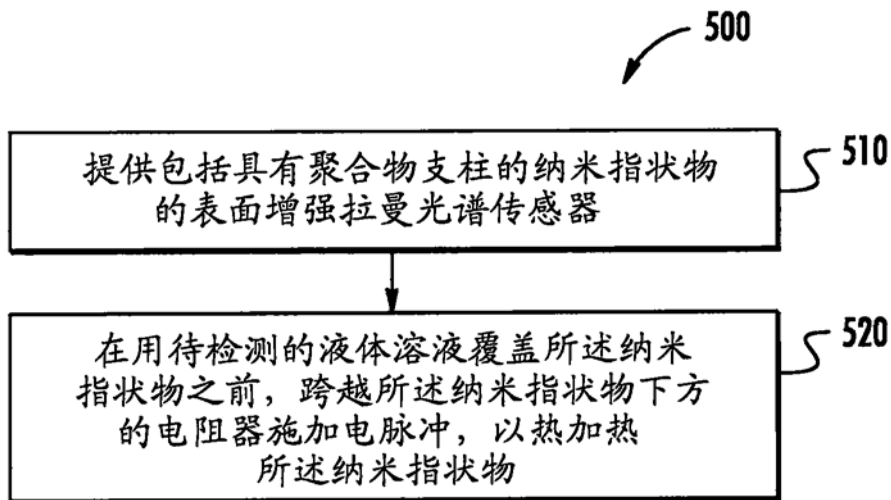 500
提供包括具有聚合物支柱的纳米指状物
的表面增强拉曼光谱传感器
510
在用待检测的液体溶液覆盖所述纳米
指状物之前，跨越所述纳米指状物下方
的电阻器施加电脉冲，以热加热
所述纳米指状物
520